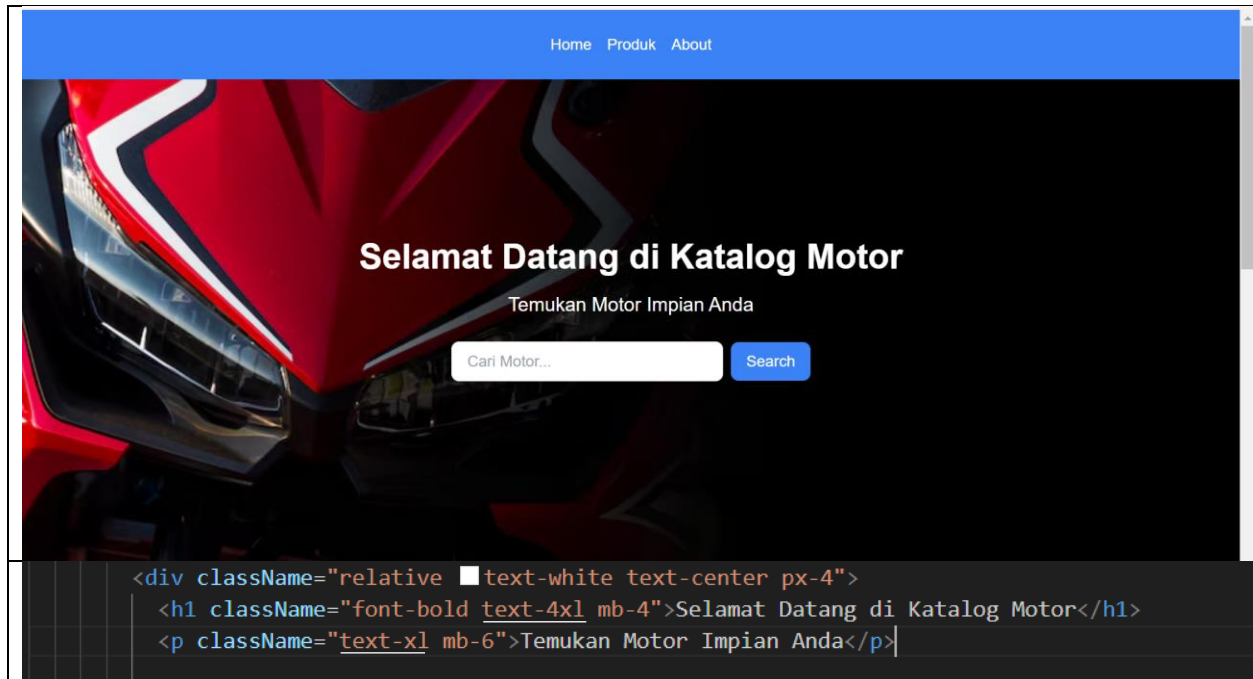 Home Produk About
Selamat Datang di Katalog Motor
Temukan Motor Impian Anda
Cari Motor... Search
<div className="relative text-white text-center px-4">
<h1 className="font-bold text-4xl mb-4">Selamat Datang di Katalog Motor</h1>
<p className="text-xl mb-6">Temukan Motor Impian Anda</p>